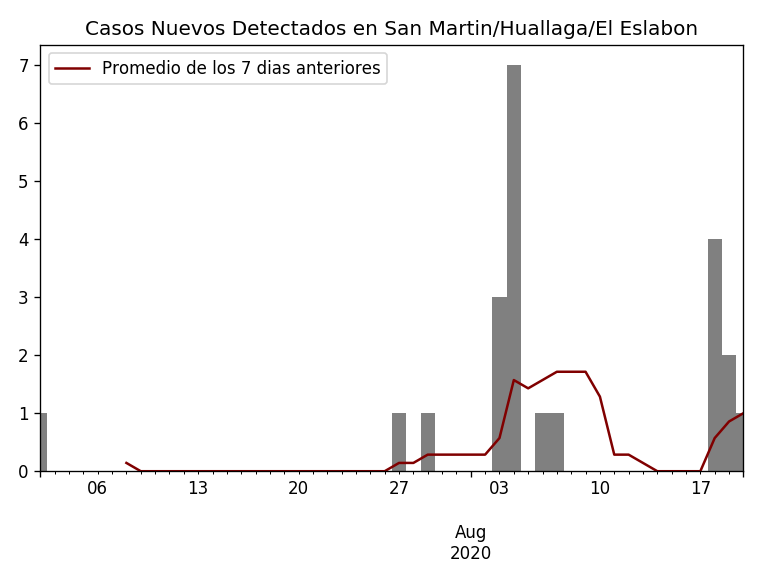 Casos Nuevos Detectados en San Martin/Huallaga/El Eslabon
Promedio de los 7 dias anteriores
7
6
5
4
3
2
1
0
06 13 20 27 03 10 17
Aug
2020